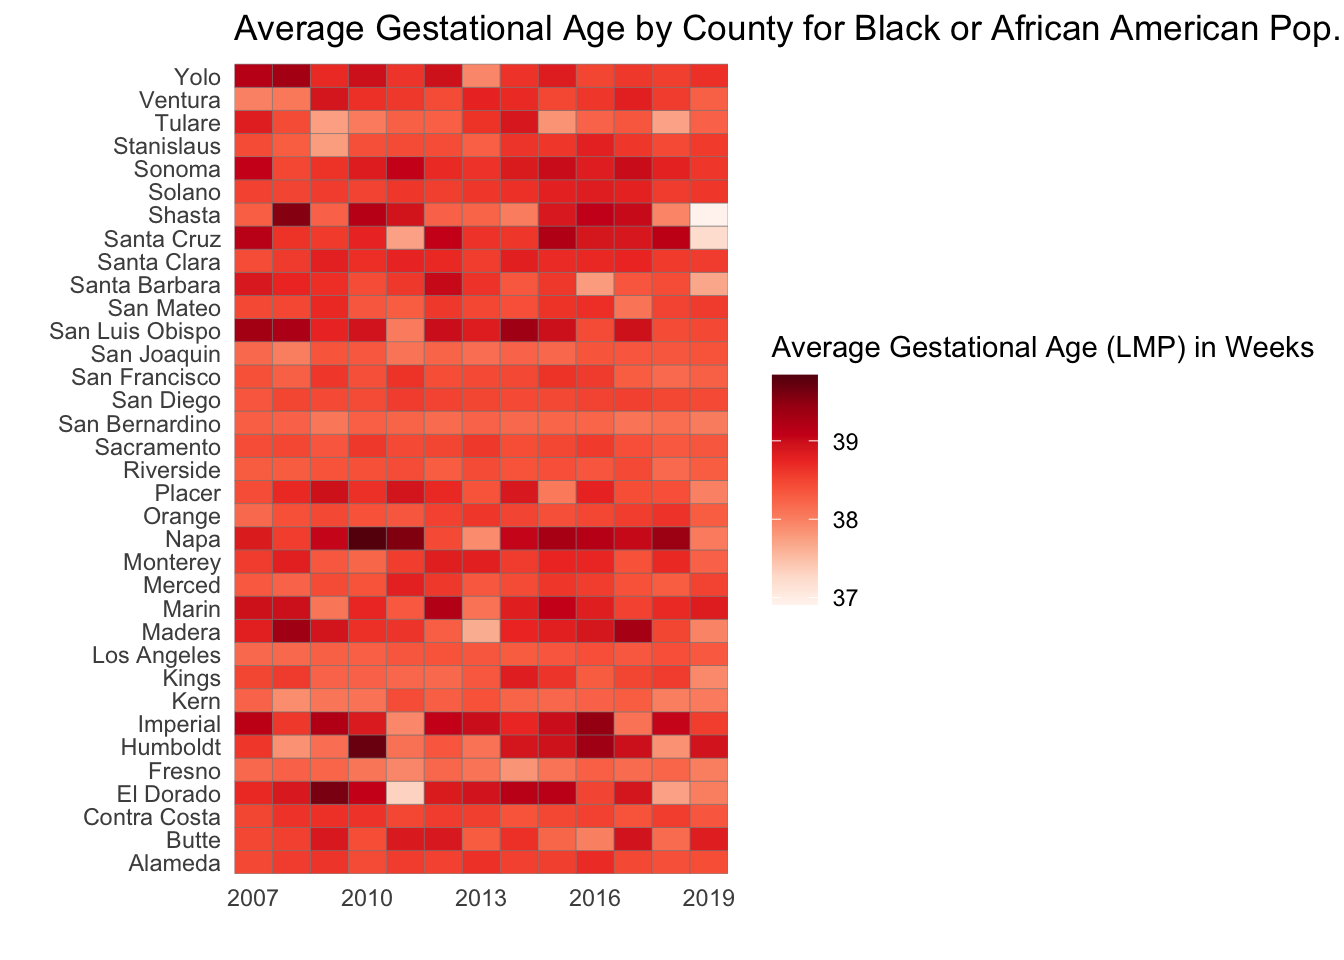 Average Gestational Age by County for Black or African American Pop.
Yolo
Ventura
Tulare
Stanislaus
Sonoma
Solano
Shasta
Santa Cruz
Santa Clara
Santa Barbara
San Mateo
San Luis Obispo
San Joaquin
San Francisco
San Diego
San Bernardino
Sacramento
Riverside
Placer
Orange
Napa
Monterey
Merced
Marin
Madera
Los Angeles
Kings
Kern
Imperial
Humboldt
Fresno
El Dorado
Contra Costa
Butte
Alameda
2007 2010 2013 2016 2019
Average Gestational Age (LMP) in Weeks
39
38
37